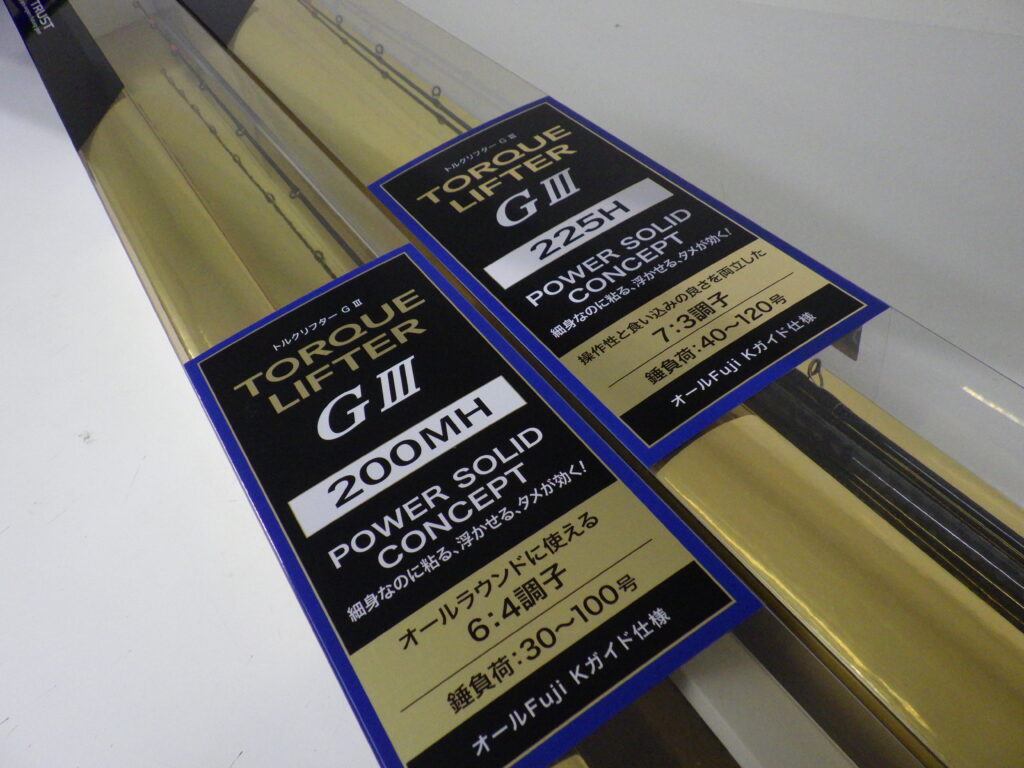 TRUST
トルクリフター G Ⅲ
TORQUE
LIFTER
G Ⅲ
225H
POWER SOLID
CONCEPT
細身なのに粘る、浮かせる、タメが効く!
操作性と食い込みの良さを両立した
7:3調子
錘負荷:40〜120号
オールFuji Kガイド仕様
トルクリフター G Ⅲ
TORQUE
LIFTER
G Ⅲ
200MH
POWER SOLID
CONCEPT
細身なのに粘る、浮かせる、タメが効く!
オールラウンドに使える
6:4調子
錘負荷:30〜100号
オールFuji Kガイド仕様